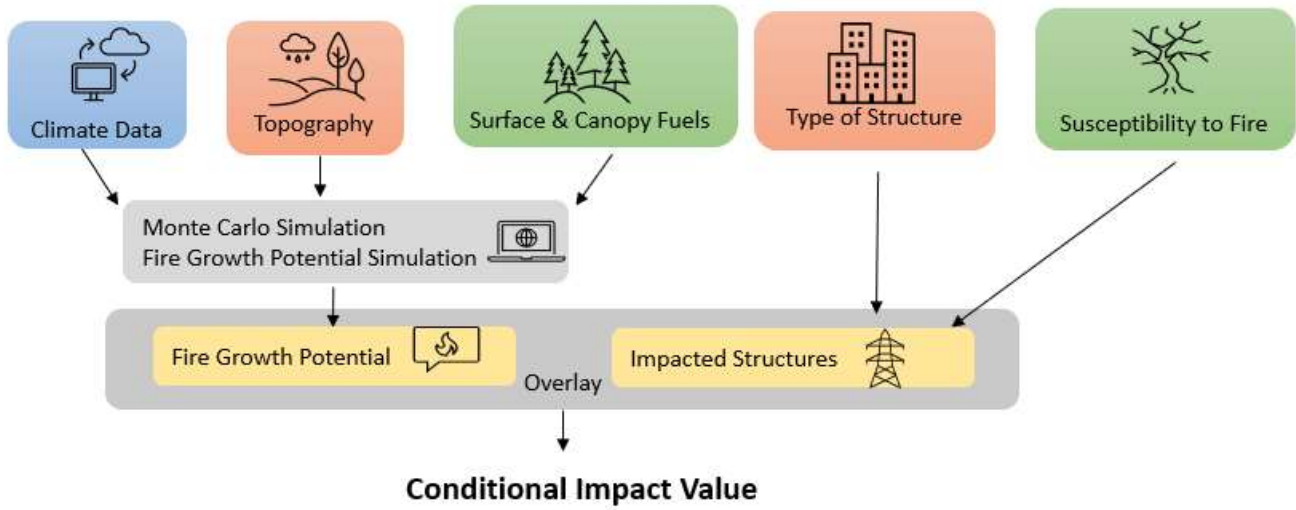 Climate Data
Topography
Surface & Canopy Fuels
Type of Structure
Susceptibility to Fire
Monte Carlo Simulation
Fire Growth Potential Simulation
Fire Growth Potential
Impacted Structures
Overlay
Conditional Impact Value